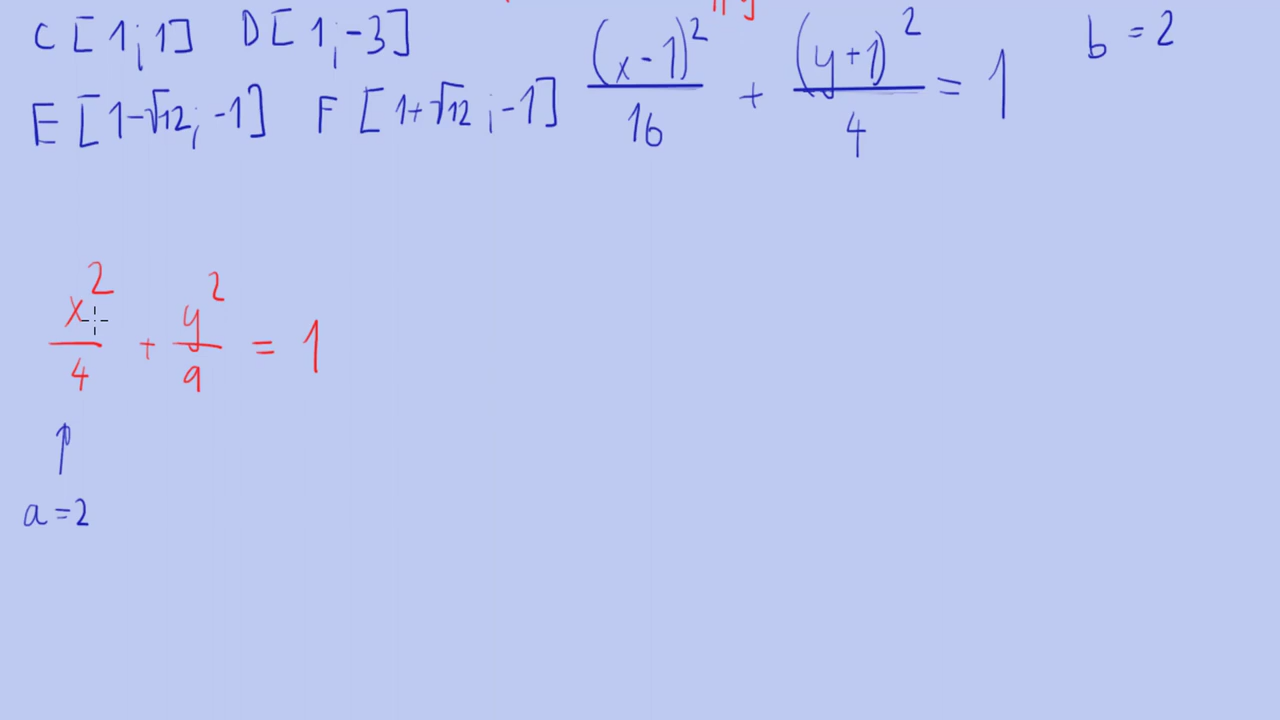 C [1;1] D[1;-3]
E [1-√12; -1] F [1+√12; -1]
(x-1)²/16 + (y+1)²/4 = 1
b = 2
x²/4 + y²/9 = 1
↑
a=2